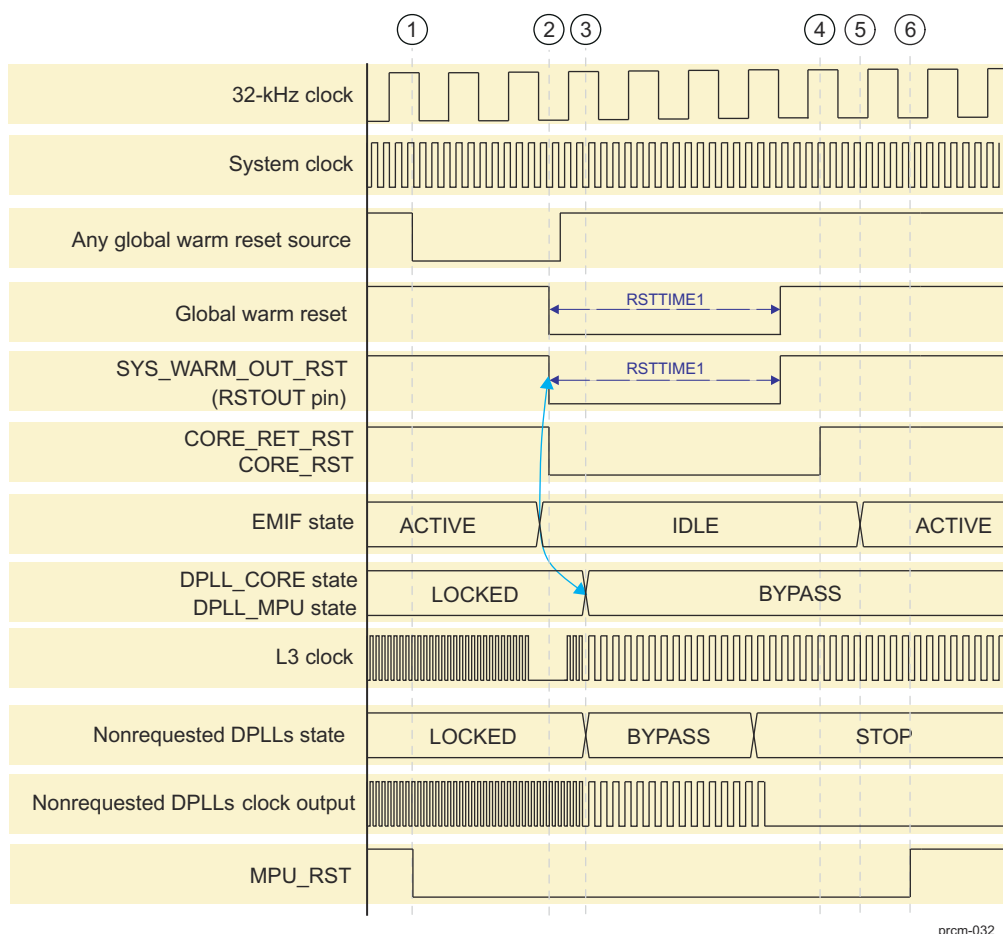 1 2 3 4 5 6
32-kHz clock
System clock
Any global warm reset source
Global warm reset
RSTTIME1
SYS_WARM_OUT_RST
(RSTOUT pin)
RSTTIME1
CORE_RET_RST
CORE_RST
EMIF state
ACTIVE IDLE ACTIVE
DPLL_CORE state
DPLL_MPU state
LOCKED BYPASS
L3 clock
Nonrequested DPLLs state
LOCKED BYPASS STOP
Nonrequested DPLLs clock output
MPU_RST
prcm-032